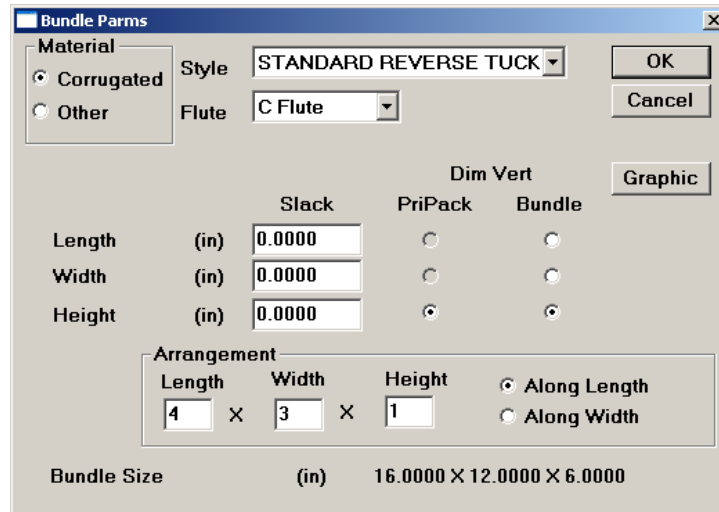 Bundle Parms
Material
Corrugated
Other
Style STANDARD REVERSE TUCK
Flute C Flute
OK
Cancel
Graphic
Dim Vert
Slack PriPack Bundle
Length (in) 0.0000
Width (in) 0.0000
Height (in) 0.0000
Arrangement
Length Width Height
4 X 3 X 1
Along Length
Along Width
Bundle Size (in) 16.0000 X 12.0000 X 6.0000